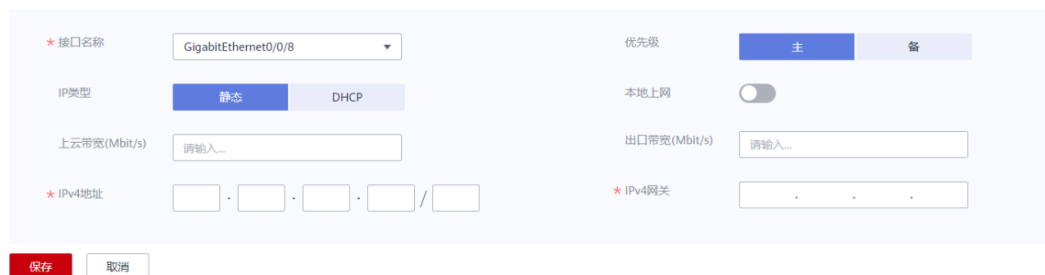 * 接口名称 GigabitEthernet0/0/8 优先级 主 备
IP类型 静态 DHCP 本地上网
上云带宽(Mbit/s) 请输入... 出口带宽(Mbit/s) 请输入...
* IPv4地址 . . . / * IPv4网关 . . .
保存 取消